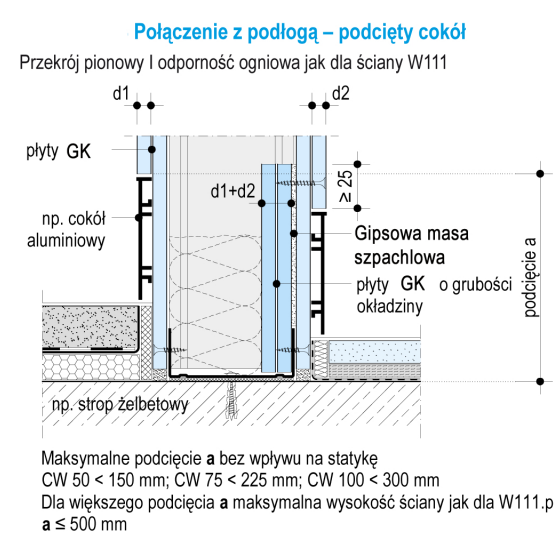 Połączenie z podłogą – podcięty cokół
Przekrój pionowy I odporność ogniowa jak dla ściany W111
d1
d2
płyty GK
d1+d2
≥ 25
np. cokół
aluminiowy
Gipsowa masa
szpachlowa
płyty GK o grubości
okładziny
podcięcie a
np. strop żelbetowy
Maksymalne podcięcie a bez wpływu na statykę
CW 50 < 150 mm; CW 75 < 225 mm; CW 100 < 300 mm
Dla większego podcięcia a maksymalna wysokość ściany jak dla W111.p
a ≤ 500 mm